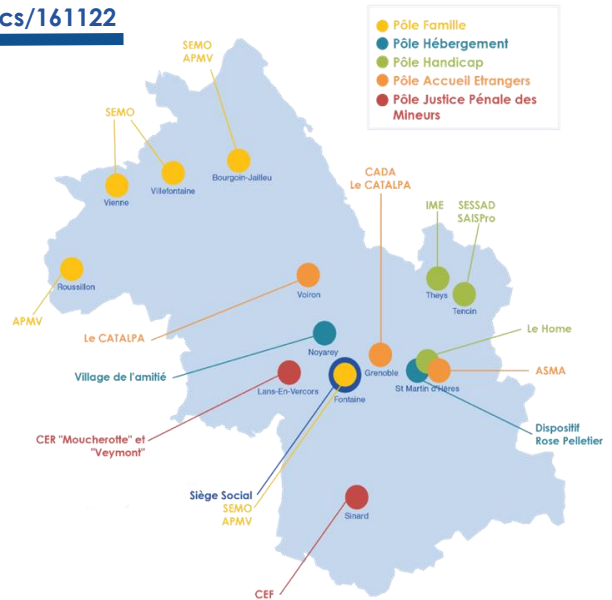 cs/161122
Pôle Famille
Pôle Hébergement
Pôle Handicap
Pôle Accueil Etrangers
Pôle Justice Pénale des
Mineurs
SEMO
APMV
SEMO
Bourgoin-Jailleu
Villefontaine
Vienne
CADA
Le CATALPA
IME
SESSAD
SAISPro
Roussillon
Voiron
Theys
Tencin
APMV
Le CATALPA
Noyarey
Le Home
Village de l'amitié
Lans-En-Vercors
Fontaine
Grenoble
St Martin d'Hères
ASMA
CER "Moucherotte" et
"Veymont"
Dispositif
Rose Pelletier
Siège Social
SEMO
APMV
Sinard
CEF